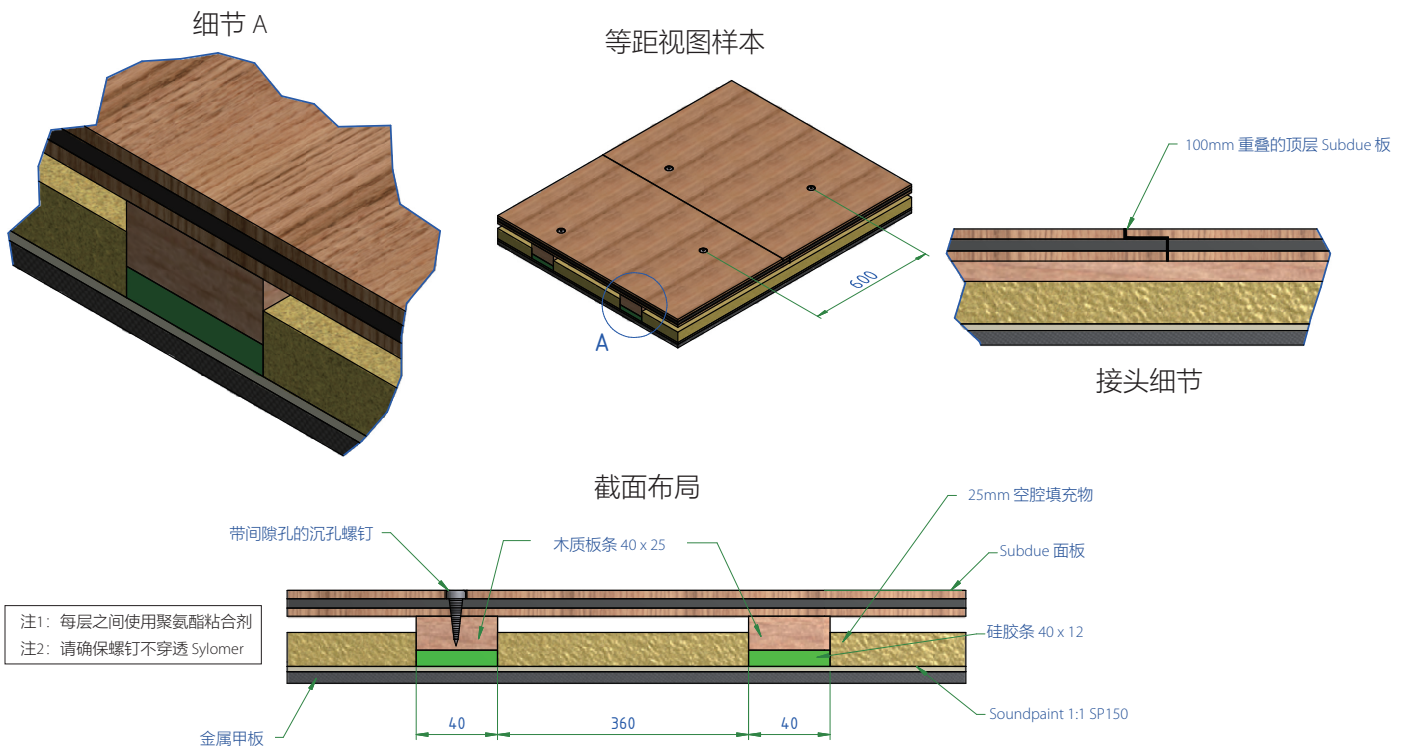 细节 A
等距视图样本
100mm 重叠的顶层 Subdue 板
600
A
接头细节
截面布局
25mm 空腔填充物
带间隙孔的沉孔螺钉
木质板条 40 x 25
Subdue 面板
注1：每层之间使用聚氨酯粘合剂
注2：请确保螺钉不穿透 Sylomer
硅胶条 40 x 12
Soundpaint 1:1 SP150
40
360
40
金属甲板